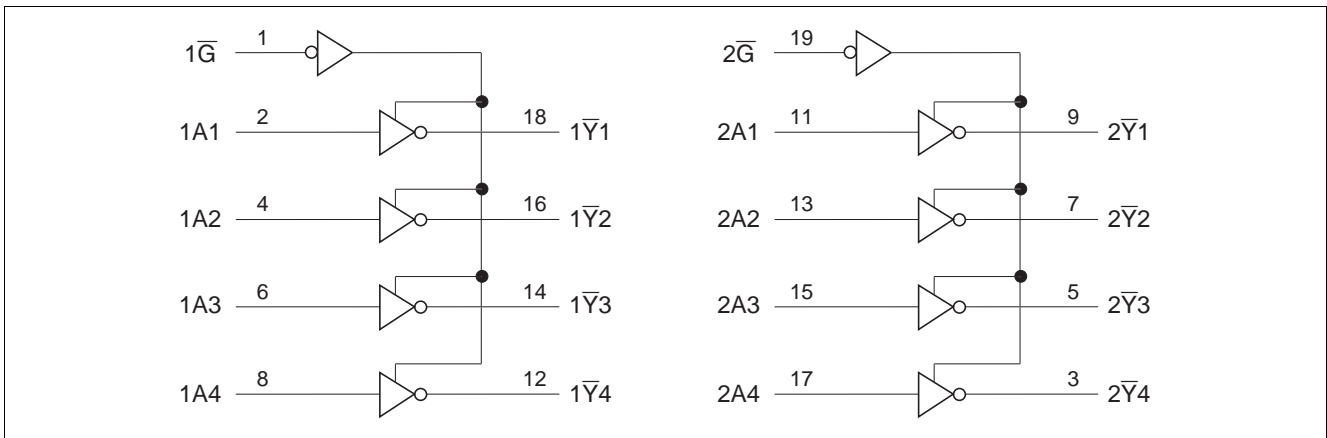 1G̅ 1
1A1 2 18 1Y̅1
1A2 4 16 1Y̅2
1A3 6 14 1Y̅3
1A4 8 12 1Y̅4
2G̅ 19
2A1 11 9 2Y̅1
2A2 13 7 2Y̅2
2A3 15 5 2Y̅3
2A4 17 3 2Y̅4